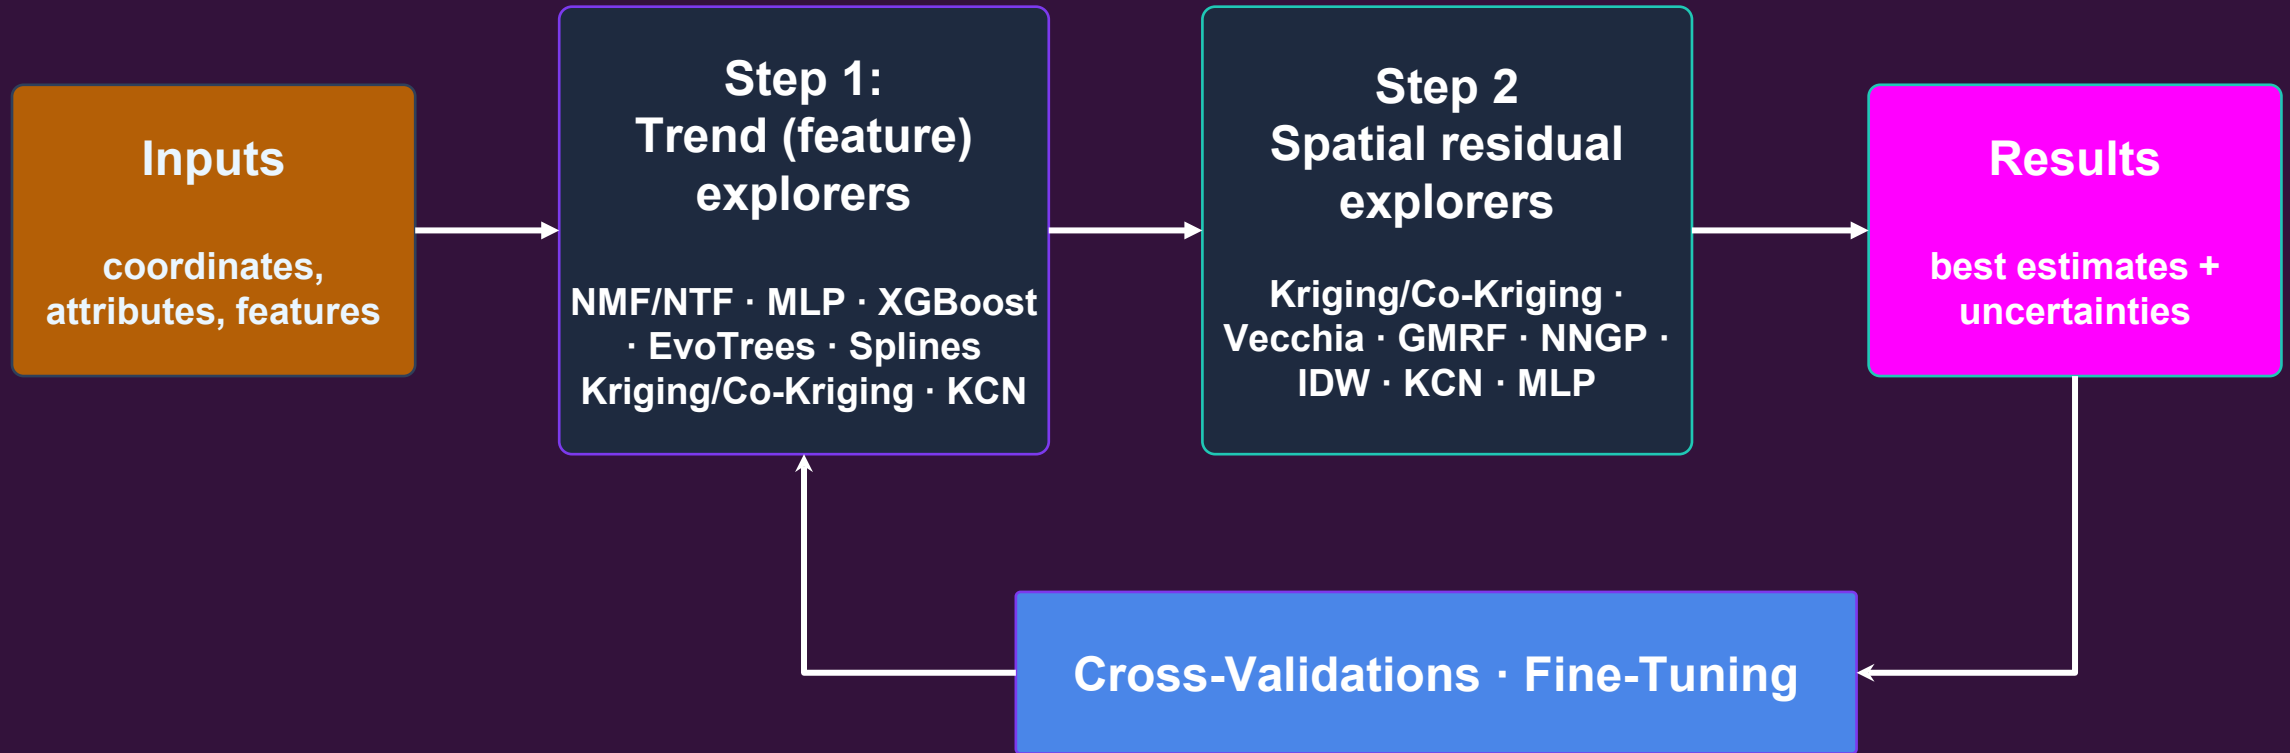 Inputs
coordinates,
attributes, features
Step 1:
Trend (feature)
explorers
NMF/NTF · MLP · XGBoost
· EvoTrees · Splines
Kriging/Co-Kriging · KCN
Step 2
Spatial residual
explorers
Kriging/Co-Kriging ·
Vecchia · GMRF · NNGP ·
IDW · KCN · MLP
Results
best estimates +
uncertainties
Cross-Validations · Fine-Tuning